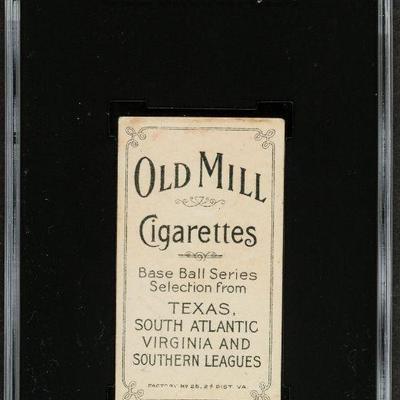 OLD MILL
Cigarettes
Base Ball Series
Selection from
TEXAS,
SOUTH ATLANTIC
VIRGINIA AND
SOUTHERN LEAGUES
FACTORY Nº 25, 2ⁿᵈ DIST. VA.